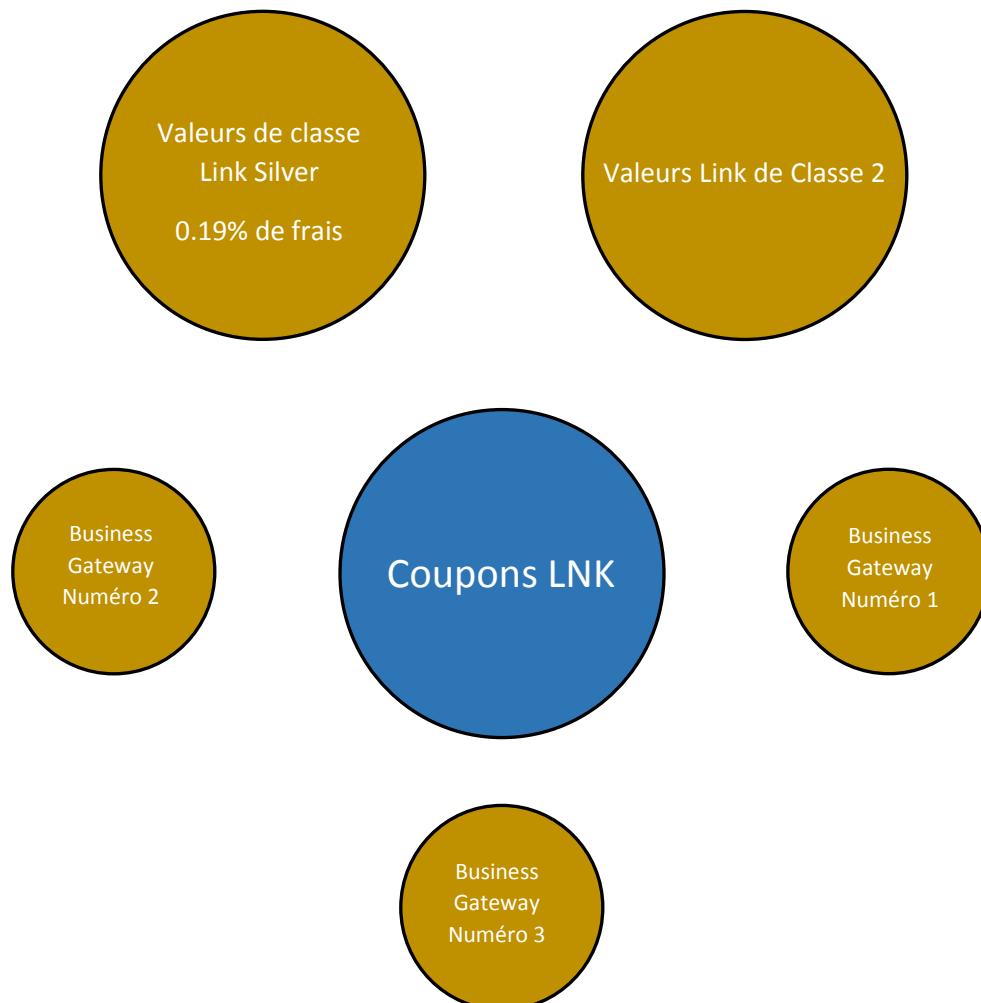 Valeurs de classe
Link Silver
0.19% de frais
Valeurs Link de Classe 2
Business
Gateway
Numéro 2
Coupons LNK
Business
Gateway
Numéro 1
Business
Gateway
Numéro 3